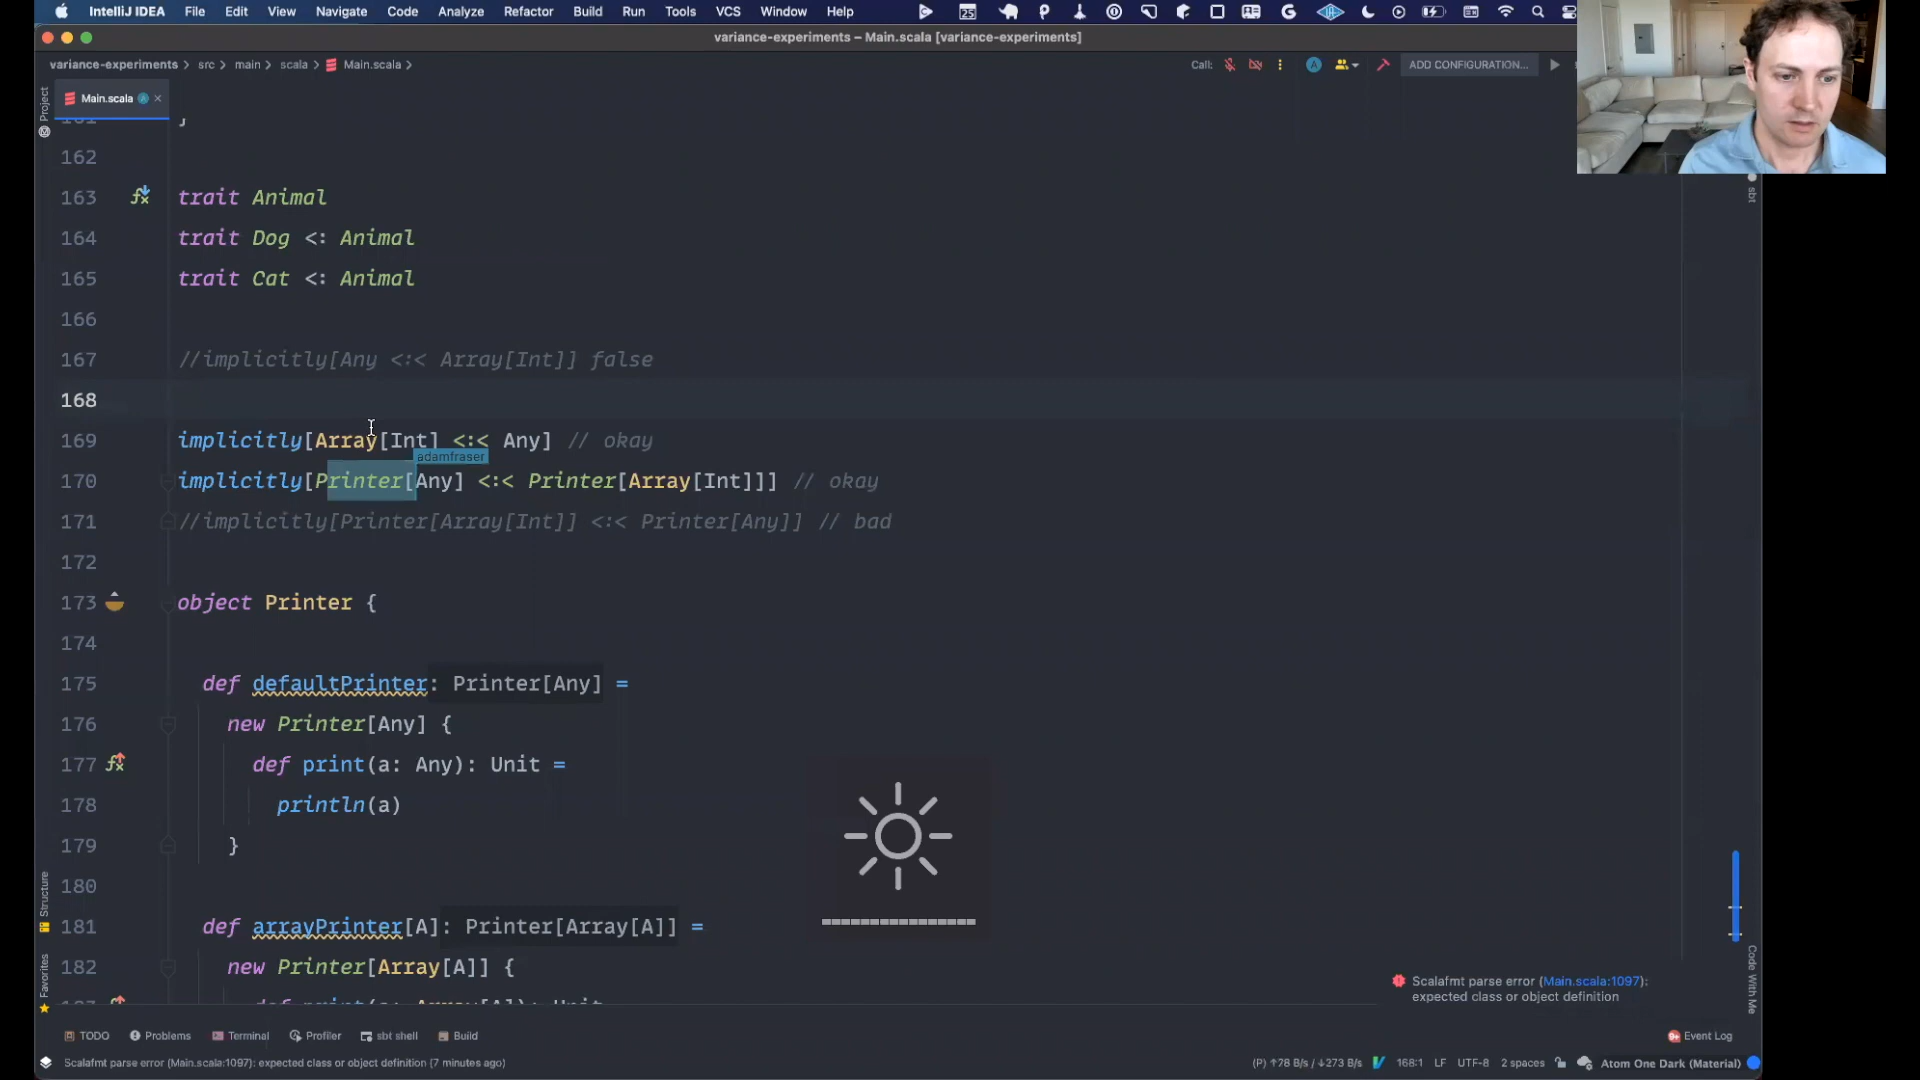 IntelliJ IDEA File Edit View Navigate Code Analyze Refactor Build Run Tools VCS Window Help
variance-experiments – Main.scala [variance-experiments]
variance-experiments > src > main > scala > Main.scala >
Call:
ADD CONFIGURATION...
Project
Main.scala
sbt
162
163 trait Animal
164 trait Dog <: Animal
165 trait Cat <: Animal
166
167 //implicitly[Any <:< Array[Int]] false
168
169 implicitly[Array[Int] <:< Any] // okay
adamfraser
170 implicitly[Printer[Any] <:< Printer[Array[Int]]] // okay
171 //implicitly[Printer[Array[Int]] <:< Printer[Any]] // bad
172
173 object Printer {
174
175 def defaultPrinter: Printer[Any] =
176 new Printer[Any] {
177 def print(a: Any): Unit =
178 println(a)
179 }
180
181 def arrayPrinter[A]: Printer[Array[A]] =
182 new Printer[Array[A]] {
Structure
Favorites
Code With Me
Scalafmt parse error (Main.scala:1097):
expected class or object definition
TODO Problems Terminal Profiler sbt shell Build
Event Log
Scalafmt parse error (Main.scala:1097): expected class or object definition (7 minutes ago)
(P) ↑78 B/s / ↓273 B/s 168:1 LF UTF-8 2 spaces Atom One Dark (Material)